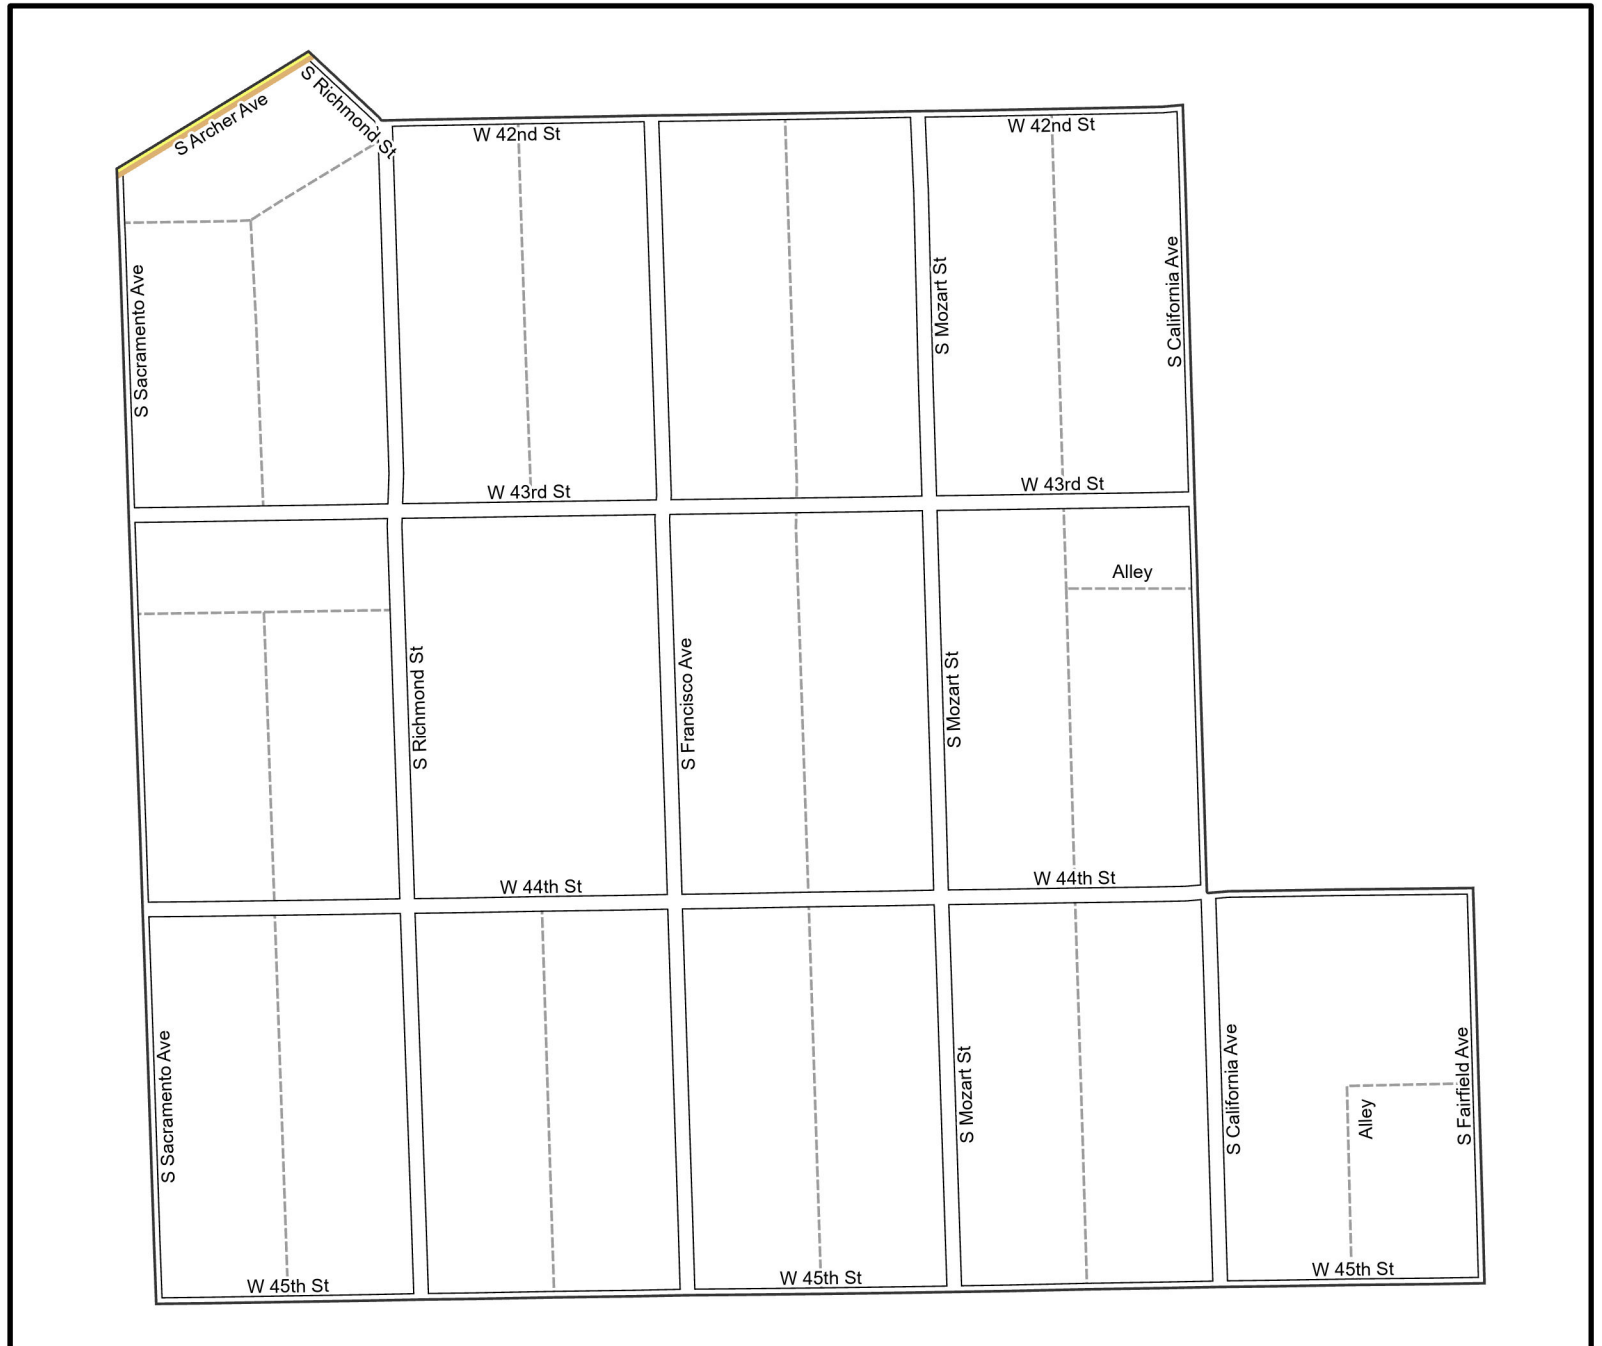 S Archer Ave
S Richmond St
W 42nd St
W 42nd St
S Sacramento Ave
S Mozart St
S California Ave
W 43rd St
W 43rd St
Alley
S Richmond St
S Francisco Ave
S Mozart St
W 44th St
W 44th St
S Sacramento Ave
S Mozart St
S California Ave
Alley
S Fairfield Ave
W 45th St
W 45th St
W 45th St